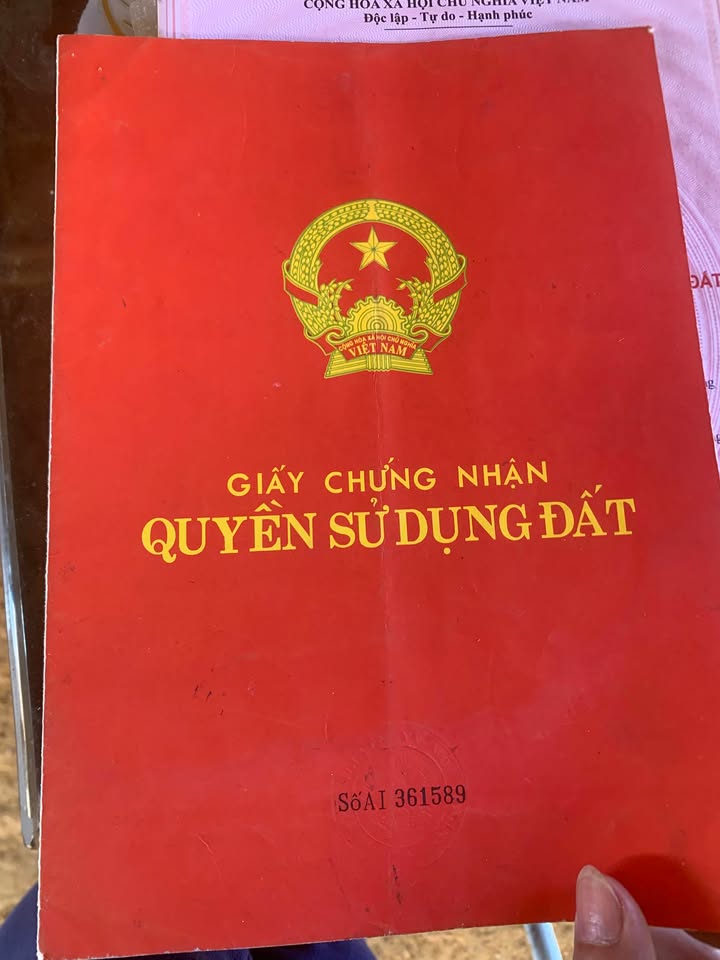 CỘNG HÒA XÃ HỘI CHỦ NGHĨA VIỆT NAM
Độc lập - Tự do - Hạnh phúc
CỘNG HÒA XÃ HỘI CHỦ NGHĨA
VIỆT NAM
ĐẤT
GIẤY CHỨNG NHẬN
QUYỀN SỬ DỤNG ĐẤT
Số AI 361589